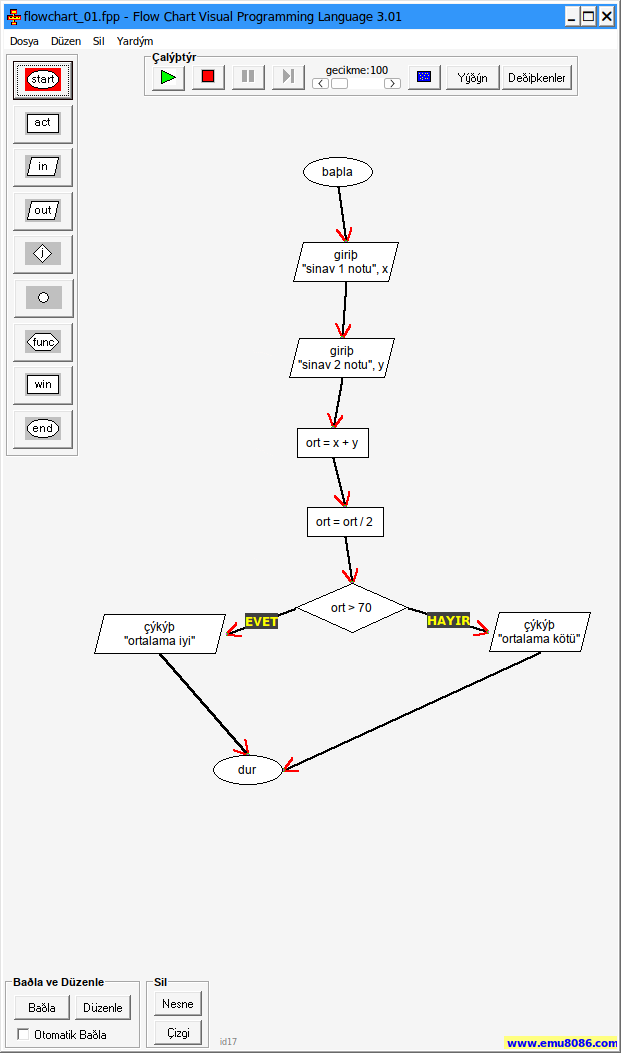 flowchart_01.fpp - Flow Chart Visual Programming Language 3.01
Dosya Düzen Sil Yardým
Çalýþtýr
gecikme:100
Yýðýn
Deðiþkenler
start
act
in
out
i
func
win
end
baþla
giriþ
"sinav 1 notu", x
giriþ
"sinav 2 notu", y
ort = x + y
ort = ort / 2
ort > 70
EVET
HAYIR
çýkýþ
"ortalama iyi"
çýkýþ
"ortalama kötü"
dur
Baðla ve Düzenle
Baðla
Düzenle
Otomatik Baðla
Sil
Nesne
Çizgi
id17
www.emu8086.com